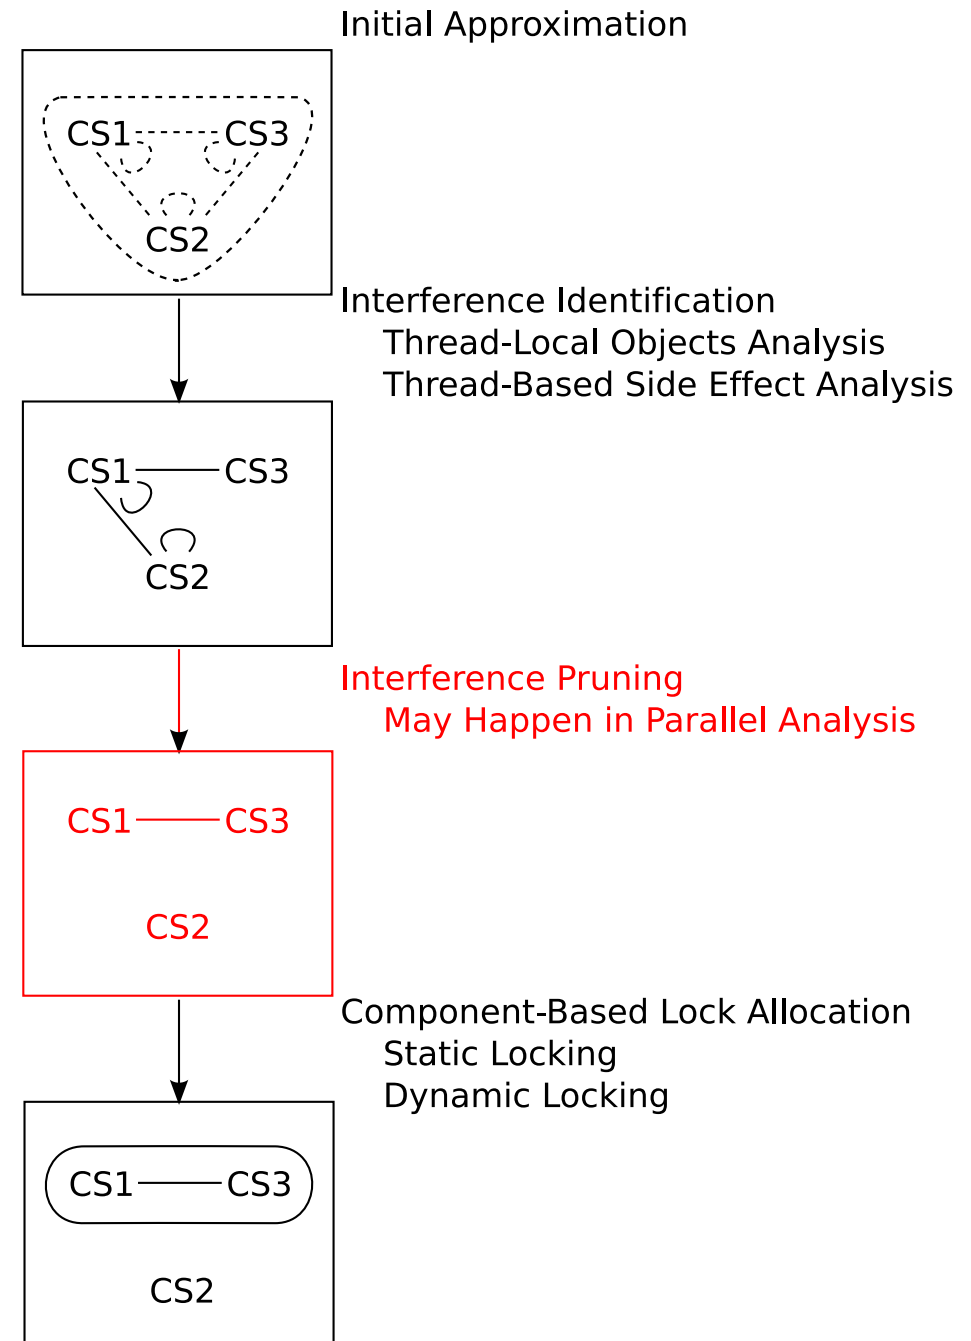 Initial Approximation
CS1 CS3
CS2
Interference Identification
Thread-Local Objects Analysis
Thread-Based Side Effect Analysis
CS1 CS3
CS2
Interference Pruning
May Happen in Parallel Analysis
CS1 CS3
CS2
Component-Based Lock Allocation
Static Locking
Dynamic Locking
CS1 CS3
CS2